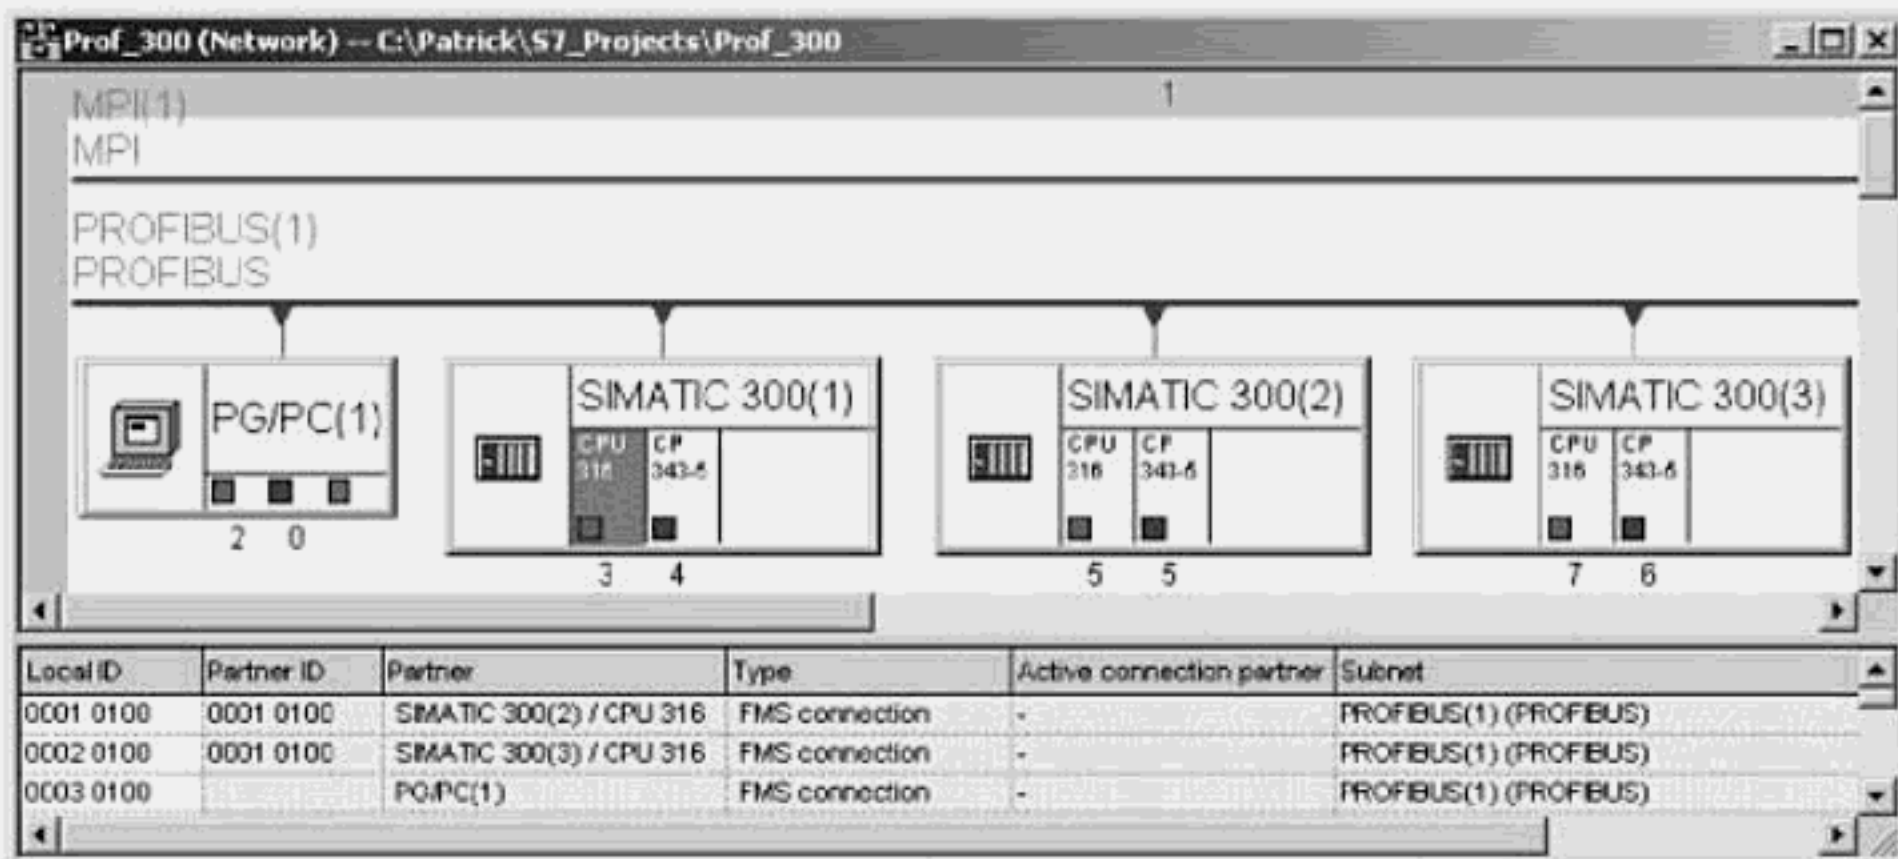 Prof_300 (Network) -- C:\Patrick\S7_Projects\Prof_300
1
MPI(1)
MPI
PROFIBUS(1)
PROFIBUS
PG/PC(1)
2 0
SIMATIC 300(1)
CPU 316
CP 343-5
3 4
SIMATIC 300(2)
CPU 316
CP 343-5
5 5
SIMATIC 300(3)
CPU 316
CP 343-5
7 6
Local ID Partner ID Partner Type Active connection partner Subnet
0001 0100 0001 0100 SIMATIC 300(2) / CPU 316 FMS connection - PROFIBUS(1) (PROFIBUS)
0002 0100 0001 0100 SIMATIC 300(3) / CPU 316 FMS connection - PROFIBUS(1) (PROFIBUS)
0003 0100 PG/PC(1) FMS connection - PROFIBUS(1) (PROFIBUS)